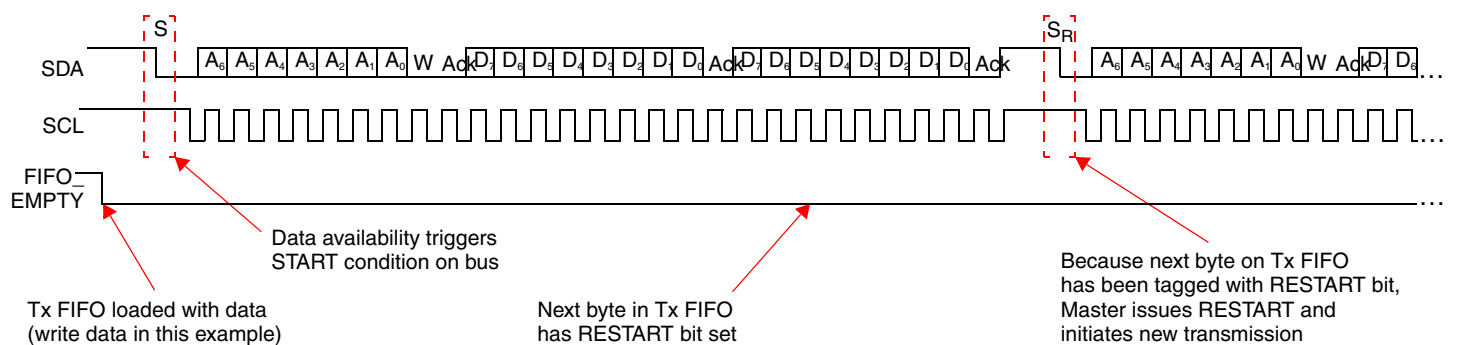 S SR
SDA A6 A5 A4 A3 A2 A1 A0 W Ack D7 D6 D5 D4 D3 D2 D1 D0 Ack D7 D6 D5 D4 D3 D2 D1 D0 Ack A6 A5 A4 A3 A2 A1 A0 W Ack D7 D6 ...
SCL ...
FIFO_
EMPTY ...
Data availability triggers
START condition on bus
Tx FIFO loaded with data
(write data in this example)
Next byte in Tx FIFO
has RESTART bit set
Because next byte on Tx FIFO
has been tagged with RESTART bit,
Master issues RESTART and
initiates new transmission